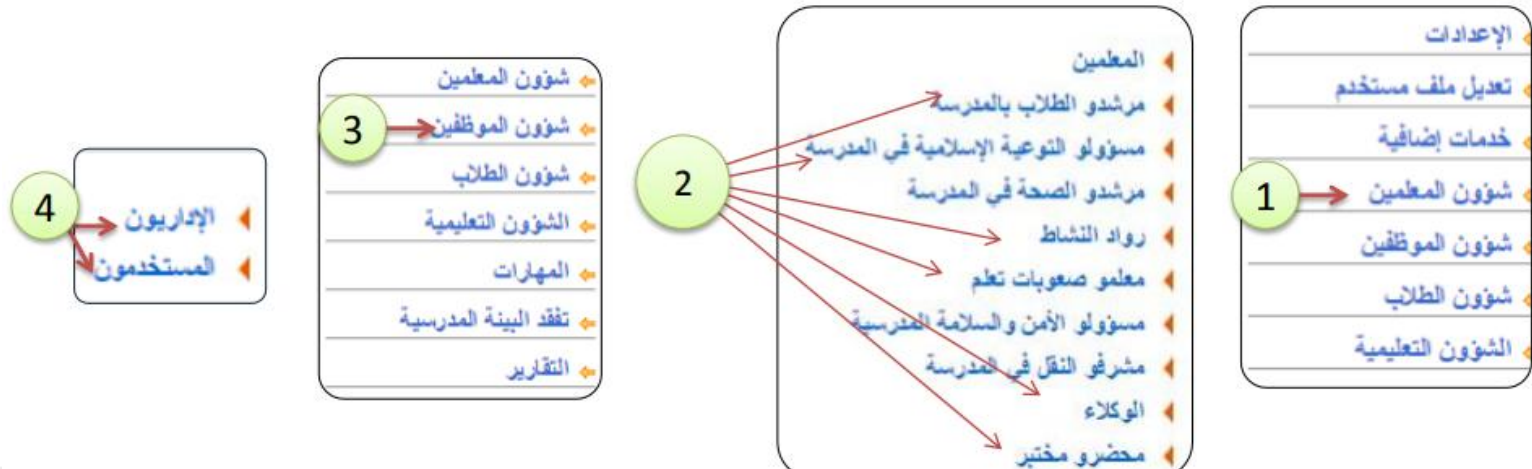 الإعدادات
تعديل ملف مستخدم
خدمات إضافية
1
شؤون المعلمين
شؤون الموظفين
شؤون الطلاب
الشؤون التعليمية
2
المعلمين
مرشدو الطلاب بالمدرسة
مسؤولو التوعية الإسلامية في المدرسة
مرشدو الصحة في المدرسة
رواد النشاط
معلمو صعوبات تعلم
مسؤولو الأمن والسلامة المدرسية
مشرفو النقل في المدرسة
الوكلاء
محضرو مختبر
شؤون المعلمين
3
شؤون الموظفين
شؤون الطلاب
الشؤون التعليمية
المهارات
تفقد البيئة المدرسية
التقارير
4
الإداريون
المستخدمون